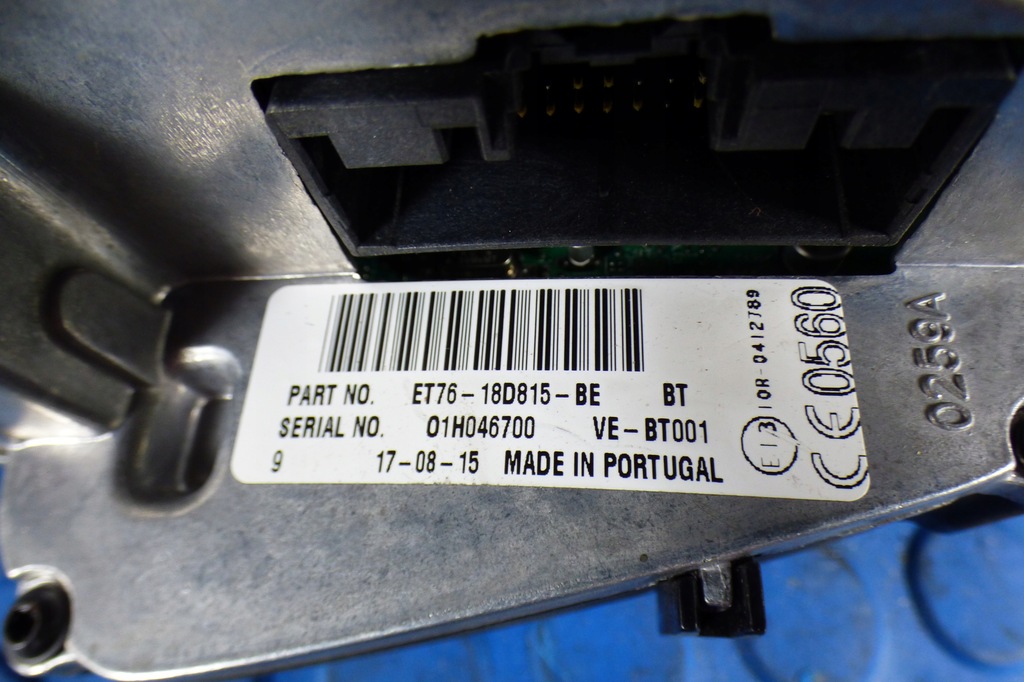 PART NO. ET76-18D815-BE BT
SERIAL NO. 01H046700 VE-BT001
9 17-08-15 MADE IN PORTUGAL
E13 10R-0412789
CE0560
0259A